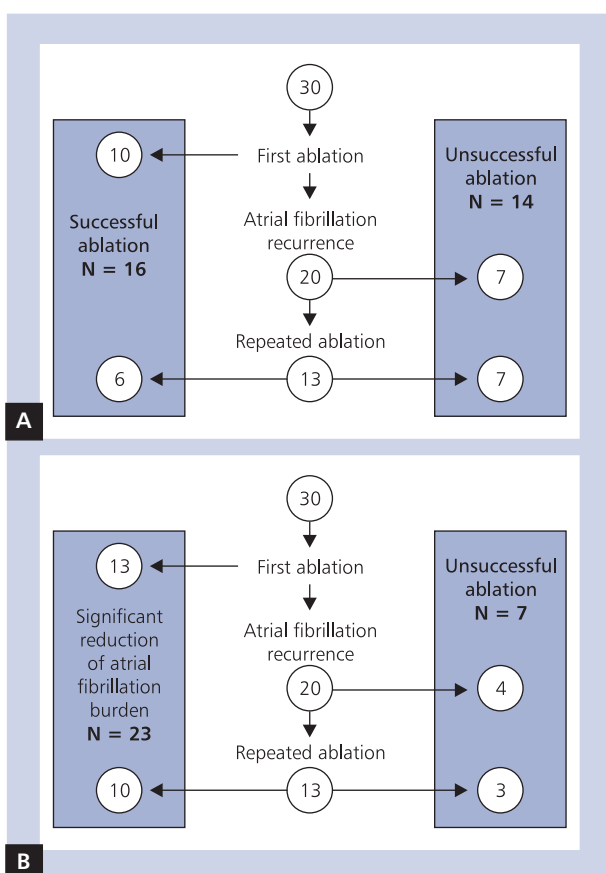 30
10
First ablation
Unsuccessful
ablation
N = 14
Successful
ablation
N = 16
Atrial fibrillation
recurrence
20
7
Repeated ablation
6
13
7
A
30
13
First ablation
Unsuccessful
ablation
N = 7
Significant
reduction
of atrial
fibrillation
burden
N = 23
Atrial fibrillation
recurrence
20
4
Repeated ablation
10
13
3
B